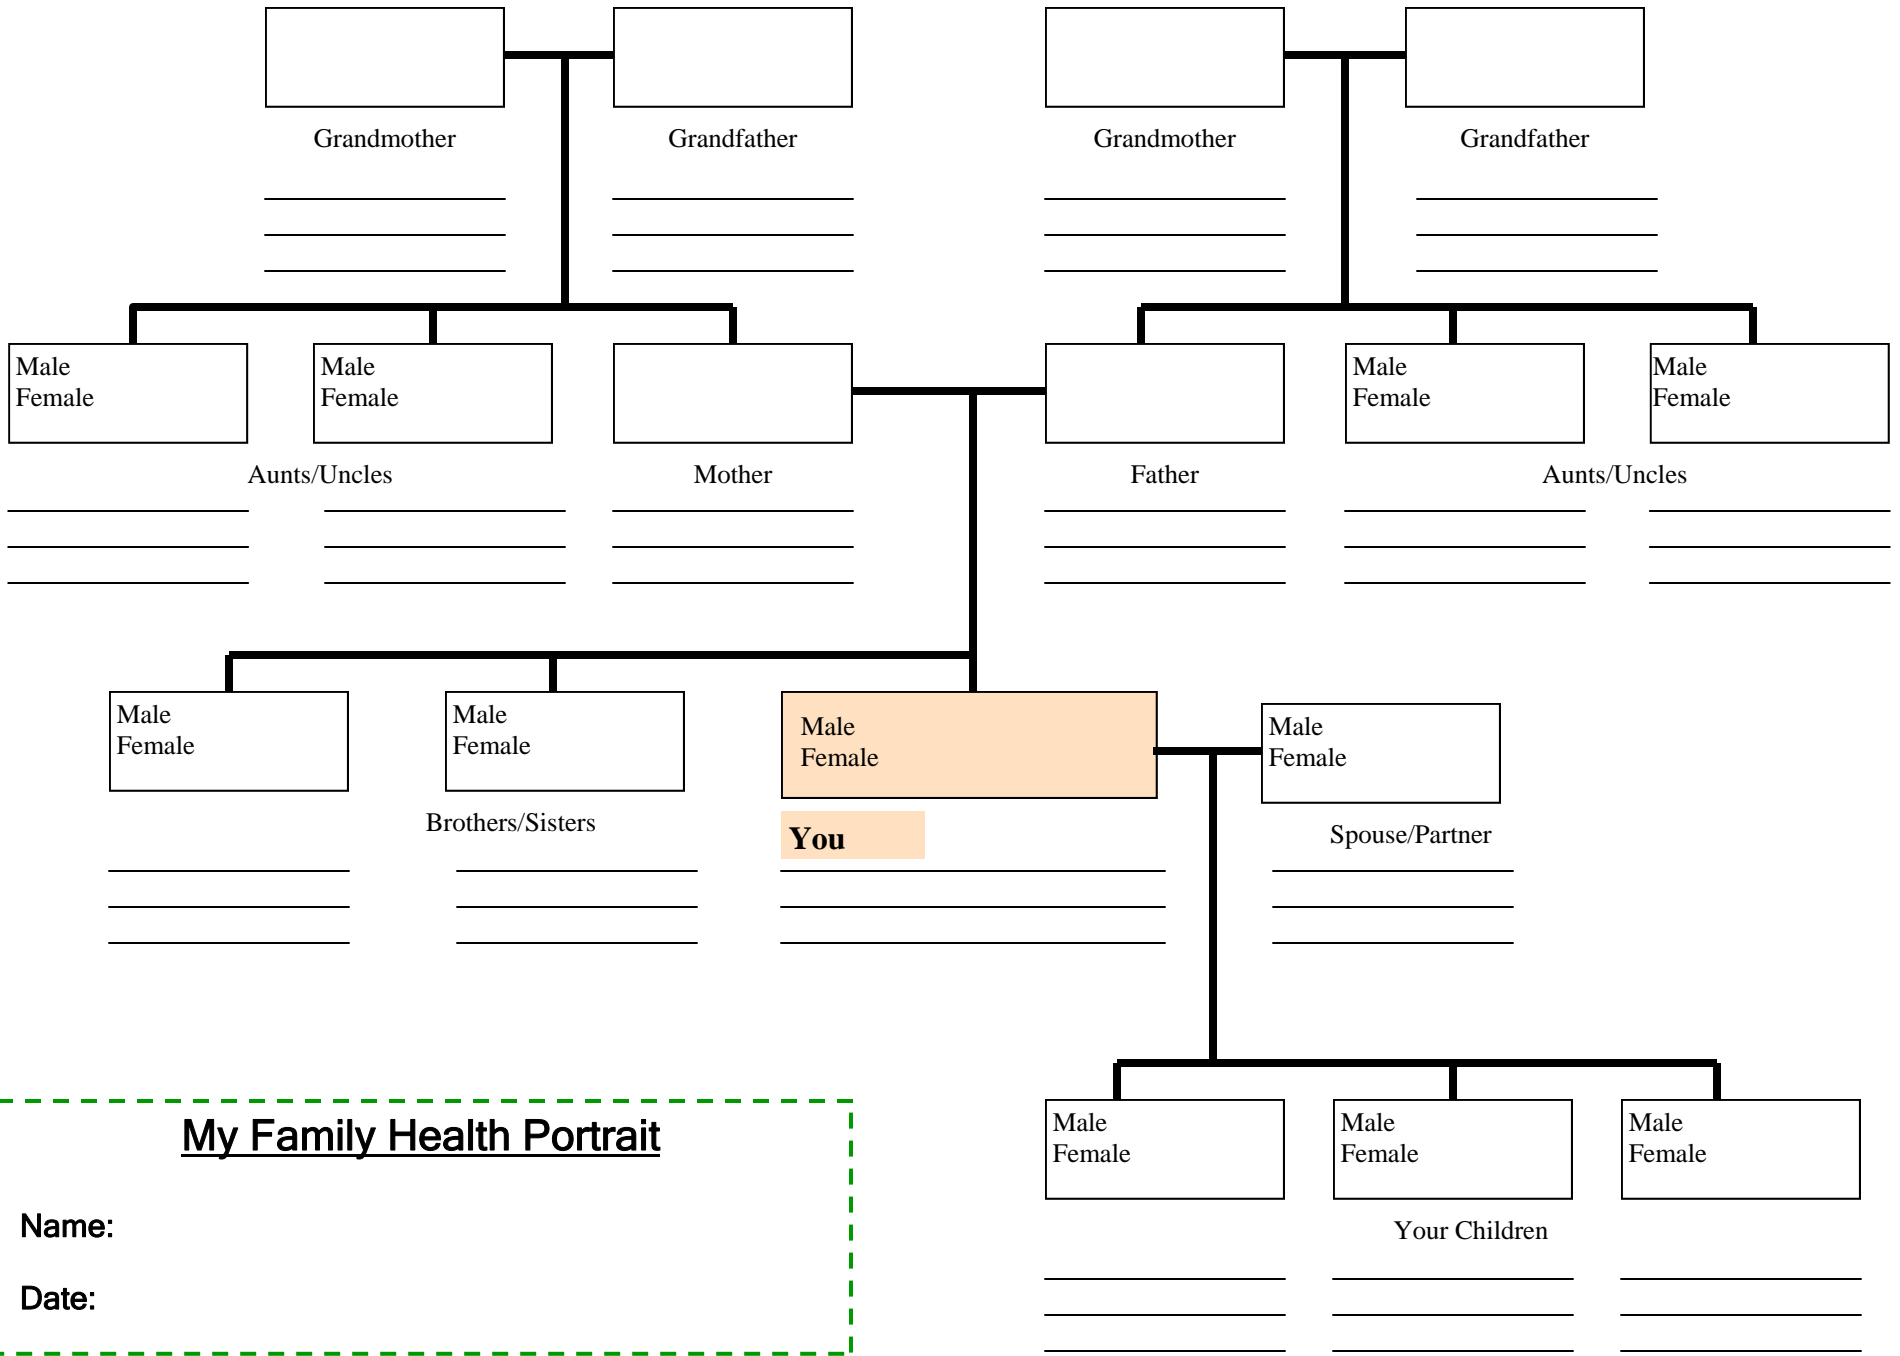 Grandmother
Grandfather
Grandmother
Grandfather
Male
Female
Male
Female
Male
Female
Male
Female
Aunts/Uncles
Mother
Father
Aunts/Uncles
Male
Female
Male
Female
Male
Female
Male
Female
Brothers/Sisters
You
Spouse/Partner
My Family Health Portrait
Name:
Date:
Male
Female
Male
Female
Male
Female
Your Children